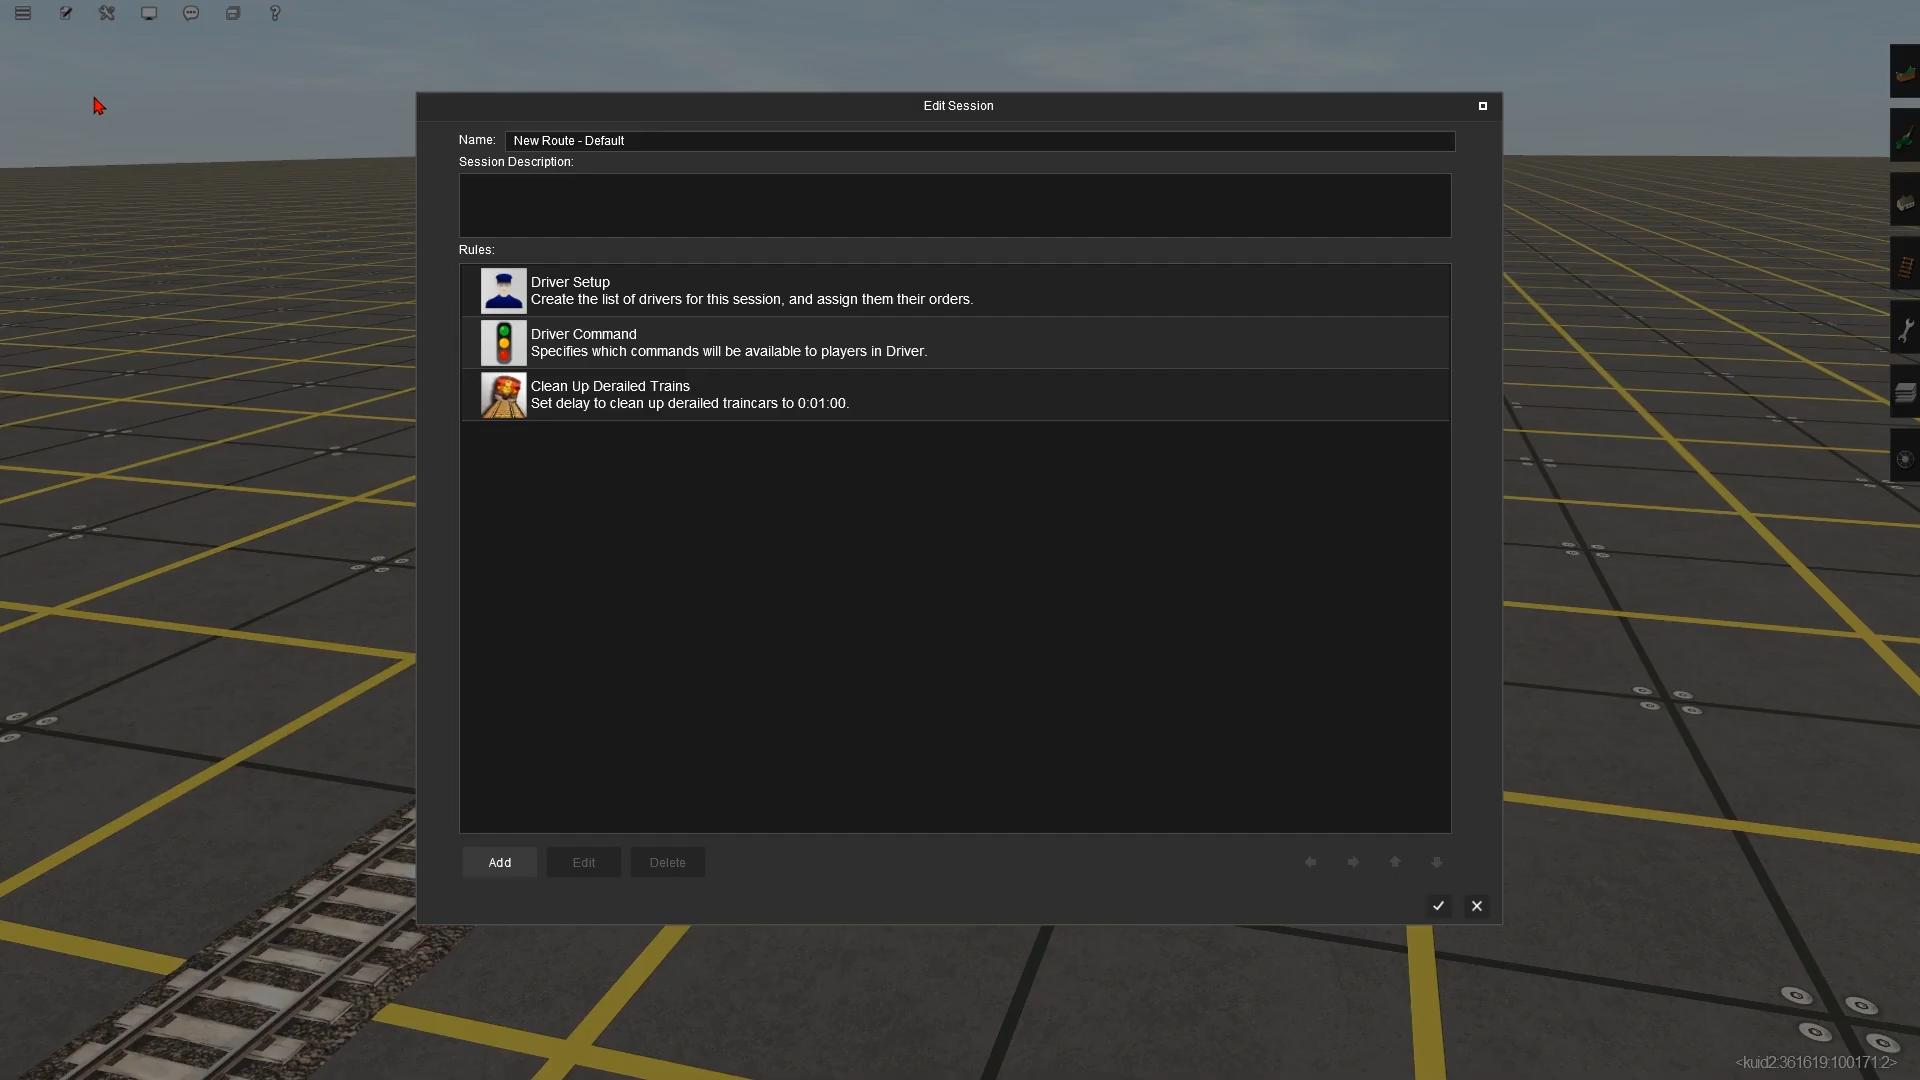 Edit Session
Name: New Route - Default
Session Description:
Rules:
Driver Setup
Create the list of drivers for this session, and assign them their orders.
Driver Command
Specifies which commands will be available to players in Driver.
Clean Up Derailed Trains
Set delay to clean up derailed traincars to 0:01:00.
Add Edit Delete
<kuid2:361619:100171:2>